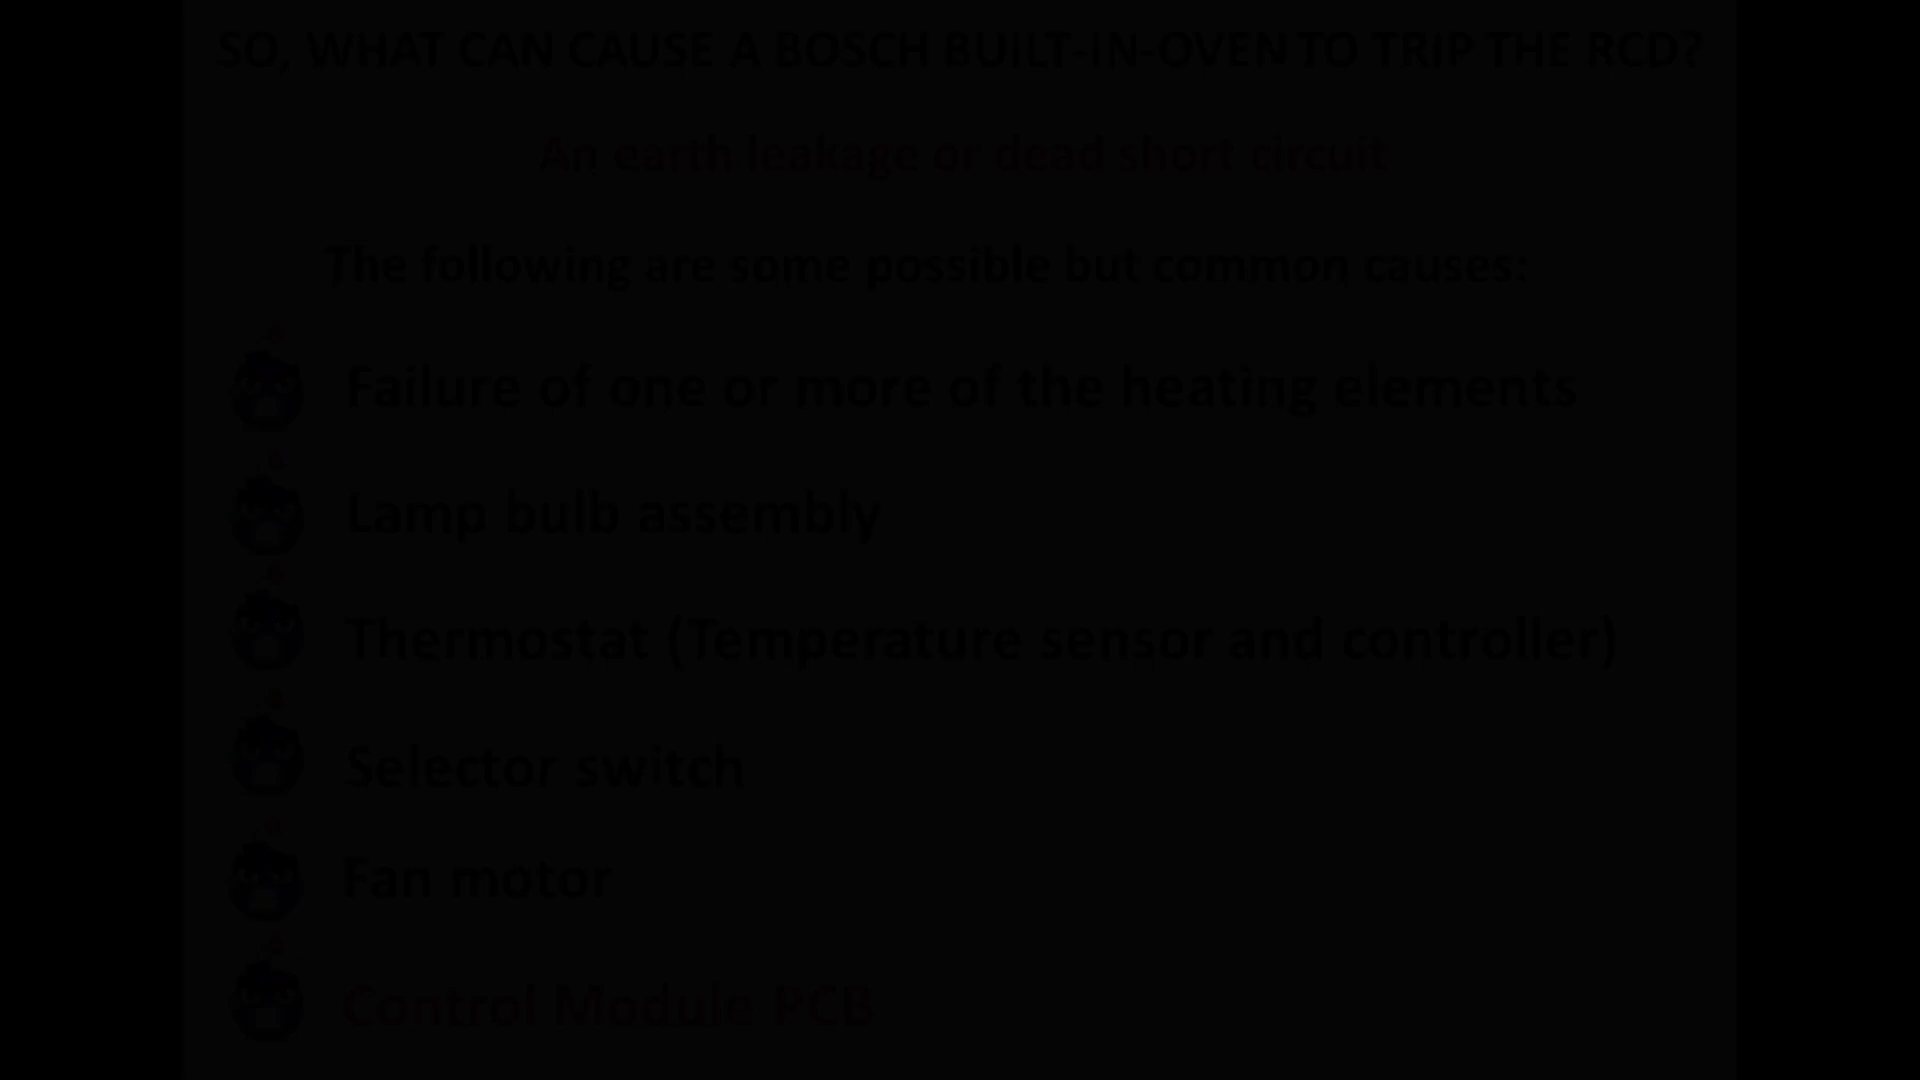 SO, WHAT CAN CAUSE A BOSCH BUILT-IN-OVEN TO TRIP THE RCD?
An earth leakage or dead short circuit
The following are some possible but common causes:
Failure of one or more of the heating elements
Lamp bulb assembly
Thermostat (Temperature sensor and controller)
Selector switch
Fan motor
Control Module PCB